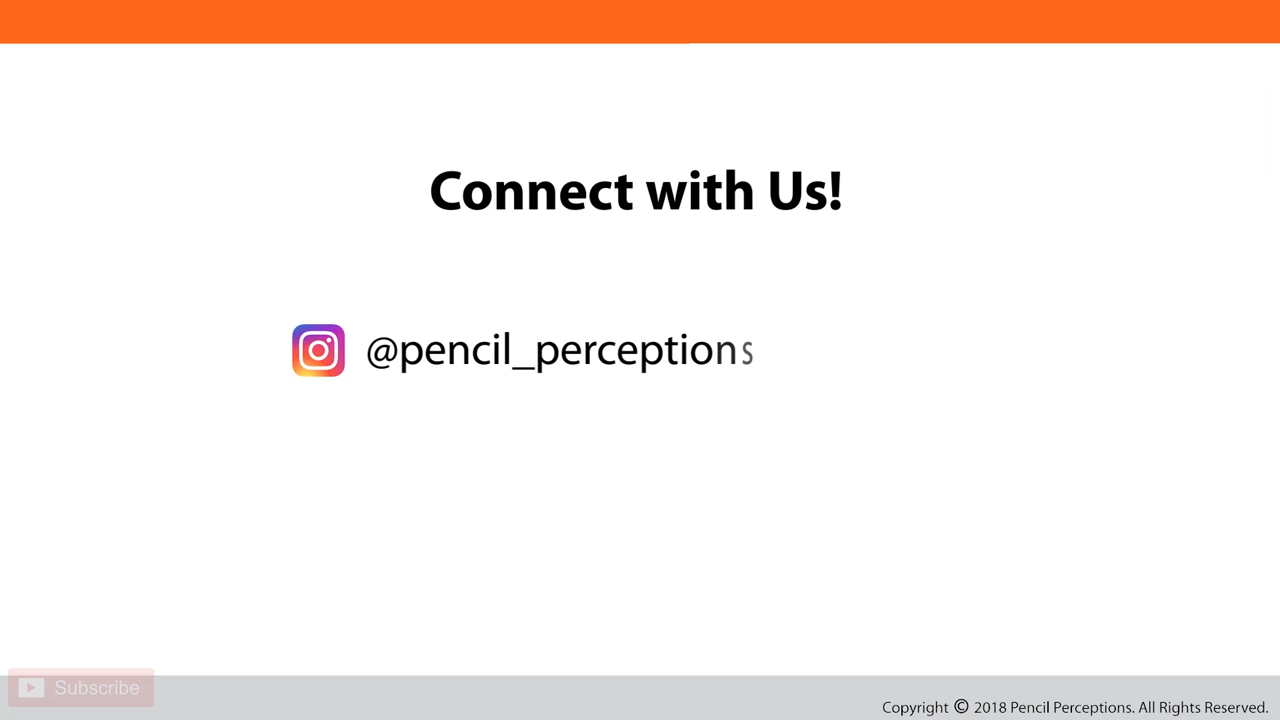 Connect with Us!
@pencil_perceptions
Subscribe
Copyright © 2018 Pencil Perceptions. All Rights Reserved.